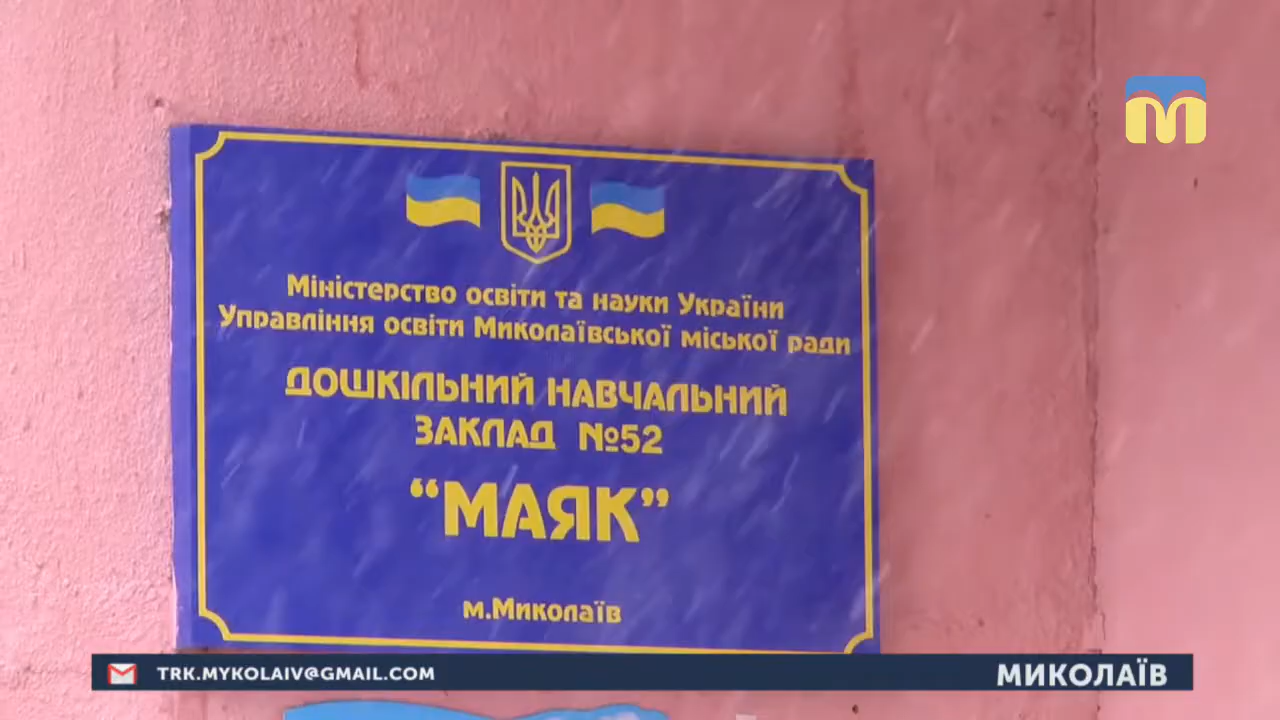 Міністерство освіти та науки України
Управління освіти Миколаївської міської ради
ДОШКІЛЬНИЙ НАВЧАЛЬНИЙ
ЗАКЛАД №52
“МАЯК”
м.Миколаїв
TRK.MYKOLAIV@GMAIL.COM
МИКОЛАЇВ